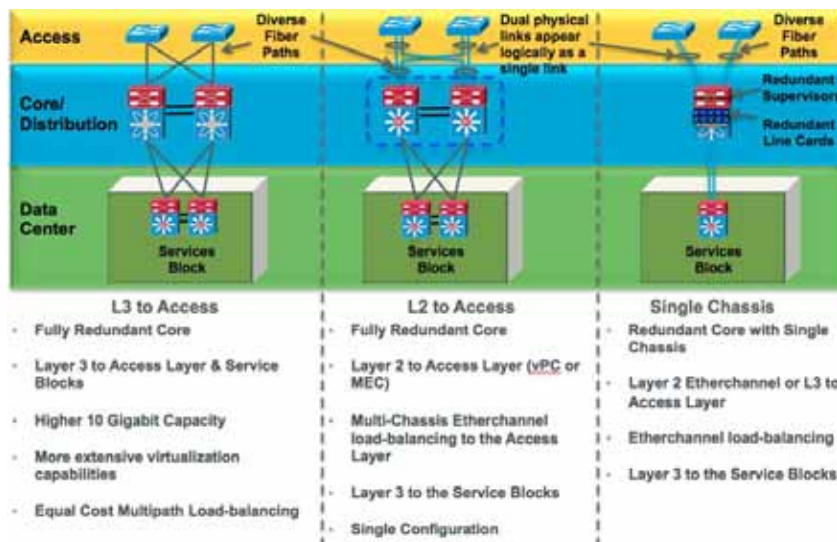 Access
Diverse
Fiber
Paths
Dual physical
links appear
logically as a
single link
Diverse
Fiber
Paths
Core/
Distribution
Redundant
Supervisor
Redundant
Line Cards
Data
Center
Services
Block
Services
Block
Services
Block
L3 to Access
- Fully Redundant Core
- Layer 3 to Access Layer & Service
Blocks
- Higher 10 Gigabit Capacity
- More extensive virtualization
capabilities
- Equal Cost Multipath Load-balancing
L2 to Access
- Fully Redundant Core
- Layer 2 to Access Layer (vPC or
MEC)
- Multi-Chassis Etherchannel
load-balancing to the Access
Layer
- Layer 3 to the Service Blocks
- Single Configuration
Single Chassis
- Redundant Core with Single
Chassis
- Layer 2 Etherchannel or L3 to
Access Layer
- Etherchannel load-balancing
- Layer 3 to the Service Blocks